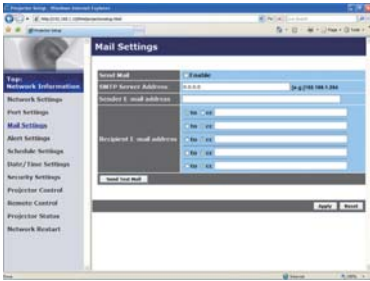 Projector Setup - Windows Internet Explorer
Mail Settings
Top:
Network Information
Network Settings
Port Settings
Mail Settings
Alert Settings
Schedule Settings
Date/Time Settings
Security Settings
Projector Control
Remote Control
Projector Status
Network Restart
Send Mail
Enable
SMTP Server Address
0.0.0.0
[e.g.]192.168.1.254
Sender E-mail address
Recipient E-mail address
to cc
to cc
to cc
to cc
to cc
Send Test Mail
Apply Reset